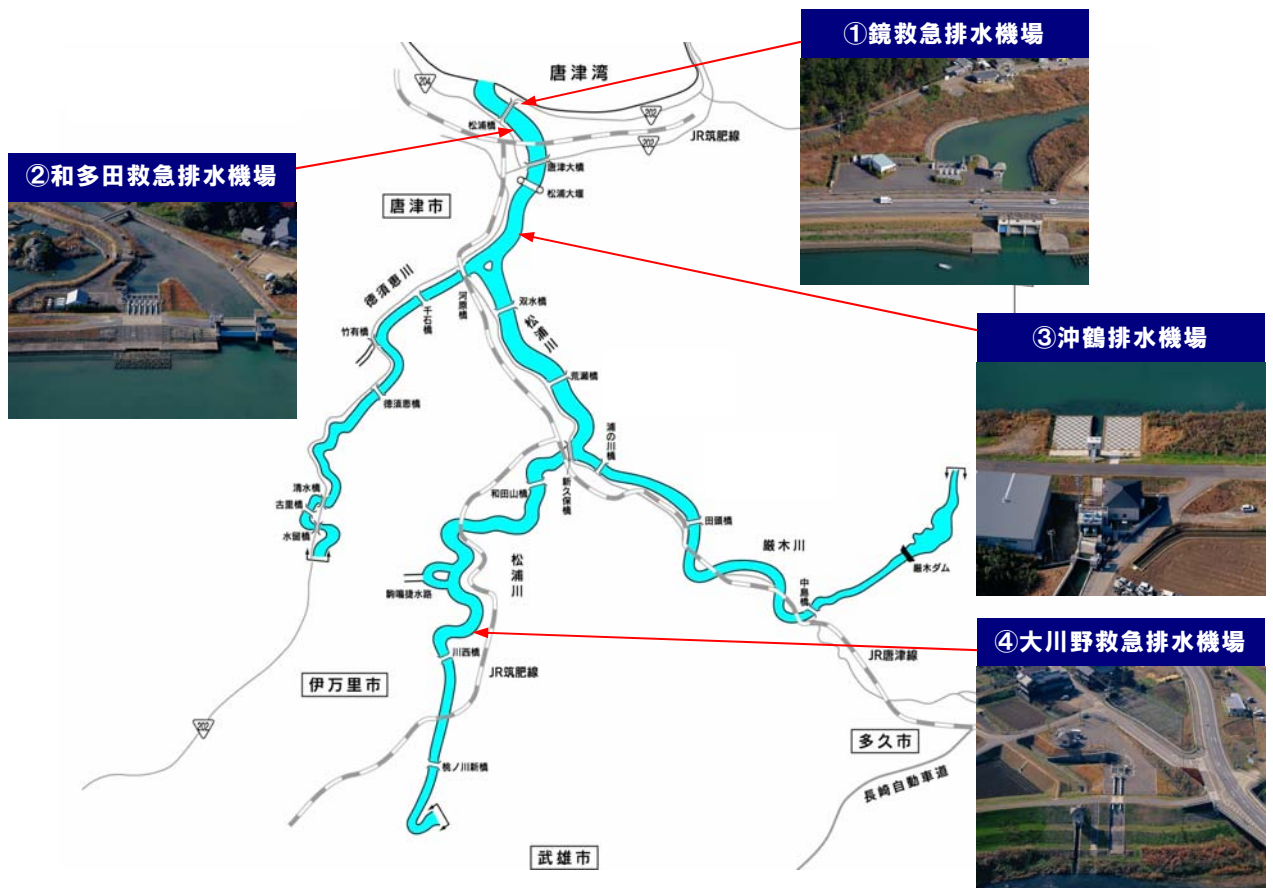 ①鏡救急排水機場
唐津湾
204
202
松浦橋
JR筑肥線
202
②和多田救急排水機場
唐津大橋
松浦大堰
唐津市
徳須恵川
河原橋
千石橋
双水橋
竹有橋
松浦川
③沖鶴排水機場
荒瀬橋
徳須恵橋
浦の川橋
清水橋
和田山橋
新久保橋
古里橋
田頭橋
水留橋
厳木川
松浦川
厳木ダム
駒鳴捷水路
中島橋
④大川野救急排水機場
川西橋
JR唐津線
JR筑肥線
伊万里市
202
多久市
桃ノ川新橋
長崎自動車道
武雄市